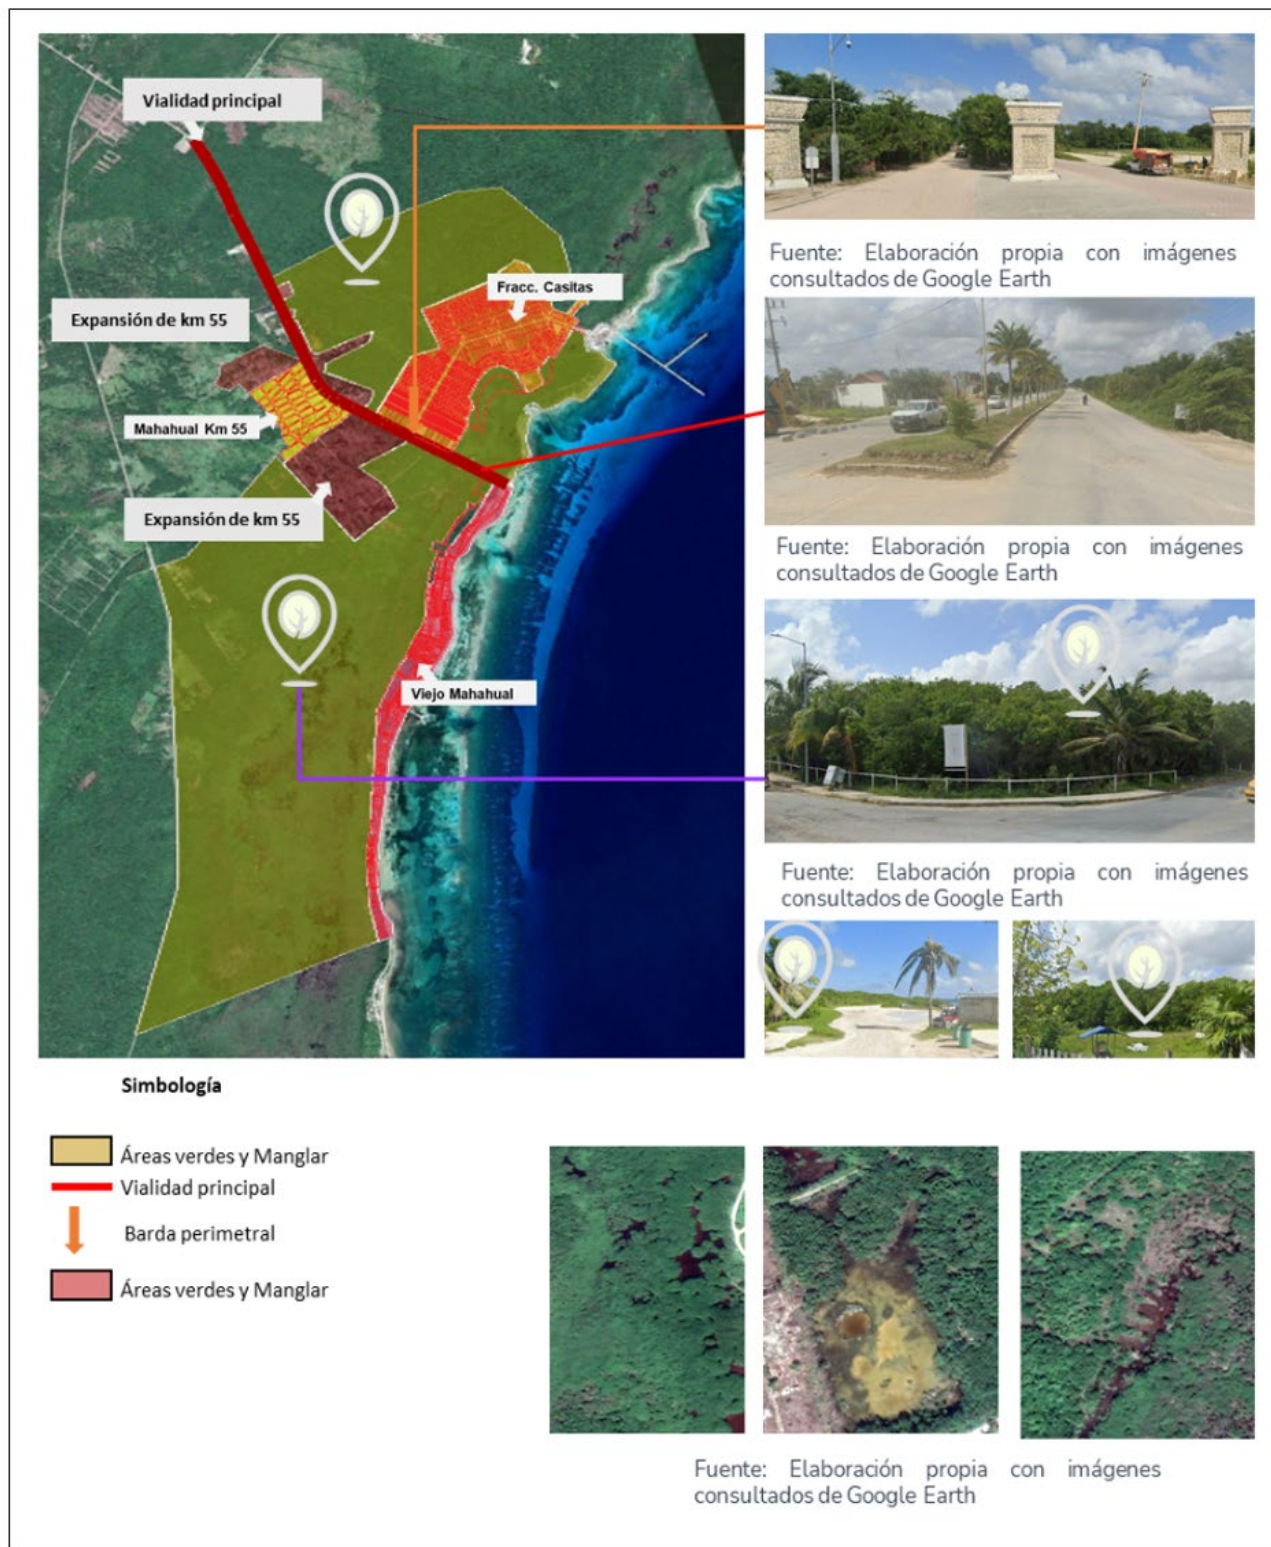 Vialidad principal
Expansión de km 55
Fracc. Casitas
Mahahual Km 55
Expansión de km 55
Viejo Mahahual
Fuente: Elaboración propia con imágenes
consultados de Google Earth
Fuente: Elaboración propia con imágenes
consultados de Google Earth
Fuente: Elaboración propia con imágenes
consultados de Google Earth
Simbología
Áreas verdes y Manglar
Vialidad principal
Barda perimetral
Áreas verdes y Manglar
Fuente: Elaboración propia con imágenes
consultados de Google Earth